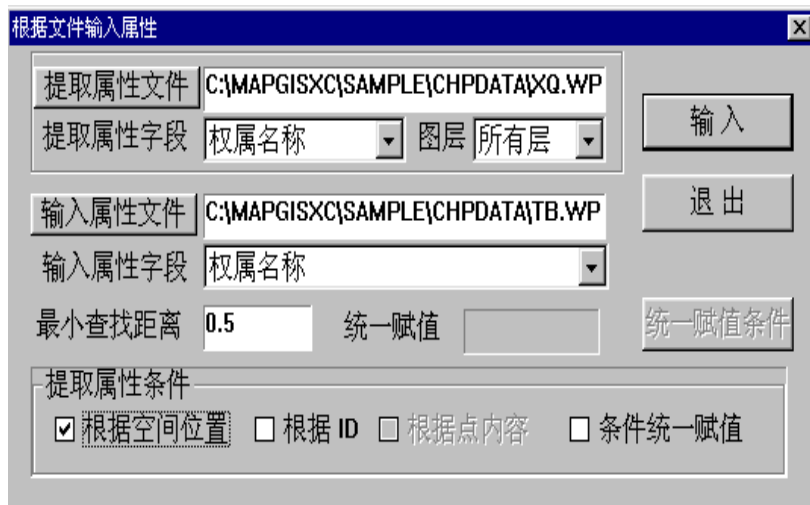 根据文件输入属性
提取属性文件 C:\MAPGISXC\SAMPLE\CHPDATA\XQ.WP
输入
提取属性字段 权属名称 图层 所有层
退出
输入属性文件 C:\MAPGISXC\SAMPLE\CHPDATA\TB.WP
输入属性字段 权属名称
最小查找距离 0.5 统一赋值 统一赋值条件
提取属性条件
根据空间位置 根据 ID 根据点内容 条件统一赋值